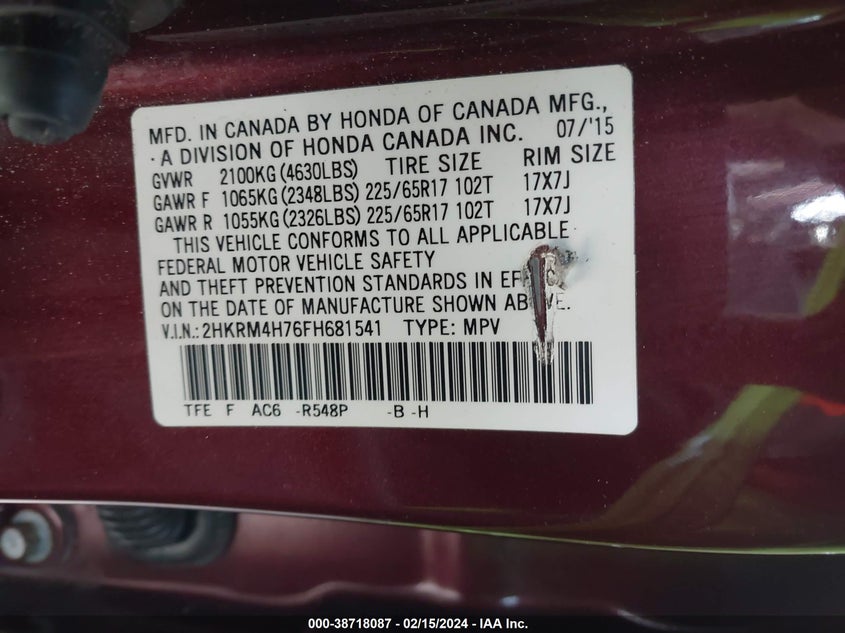 MFD. IN CANADA BY HONDA OF CANADA MFG.,
· A DIVISION OF HONDA CANADA INC. 07/'15
GVWR 2100KG (4630LBS) TIRE SIZE RIM SIZE
GAWR F 1065KG (2348LBS) 225/65R17 102T 17X7J
GAWR R 1055KG (2326LBS) 225/65R17 102T 17X7J
THIS VEHICLE CONFORMS TO ALL APPLICABLE
FEDERAL MOTOR VEHICLE SAFETY
AND THEFT PREVENTION STANDARDS IN
ON THE DATE OF MANUFACTURE SHOWN
V.I.N.: 2HKRM4H76FH681541 TYPE: MPV
TFE F AC6 -R548P -B -H
000-38718087 - 02/15/2024 - IAA Inc.